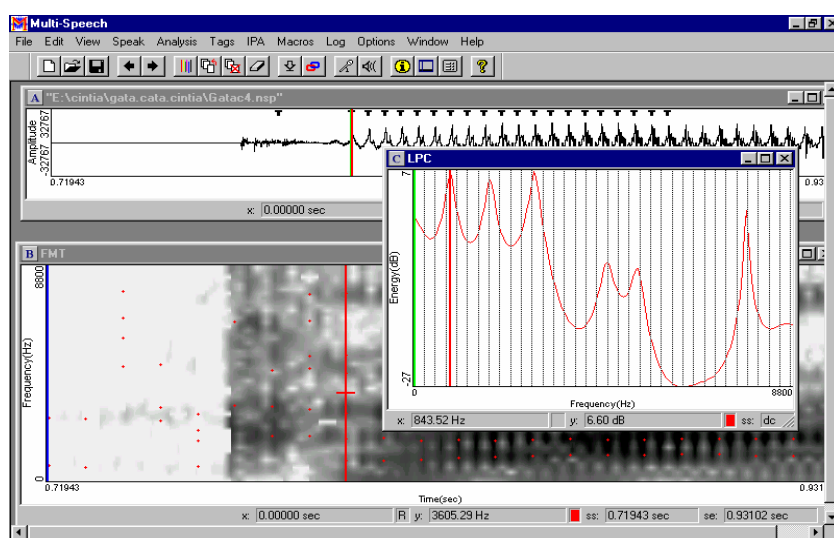 Multi-Speech
File Edit View Speak Analysis Tags IPA Macros Log Options Window Help
A "E:\cintia\gata.cata.cintia\Gatac4.nsp"
Amplitude
-32767 32767
0.71943 0.931
x: 0.00000 sec
C LPC
7
Energy(dB)
-27
0 Frequency(Hz) 8800
x: 843.52 Hz y: 6.60 dB ss: dc
B FMT
8800
Frequency(Hz)
0
0.71943 0.931
Time(sec)
x: 0.00000 sec R y: 3605.29 Hz ss: 0.71943 sec se: 0.93102 sec